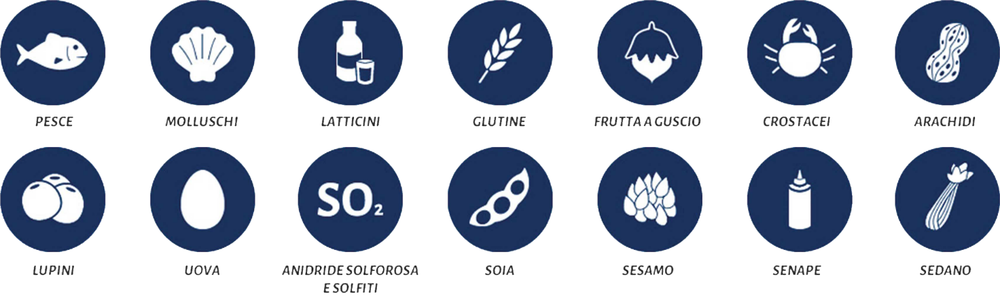 PESCE
MOLLUSCHI
LATTICINI
GLUTINE
FRUTTA A GUSCIO
CROSTACEI
ARACHIDI
SO₂
LUPINI
UOVA
ANIDRIDE SOLFOROSA
E SOLFITI
SOIA
SESAMO
SENAPE
SEDANO